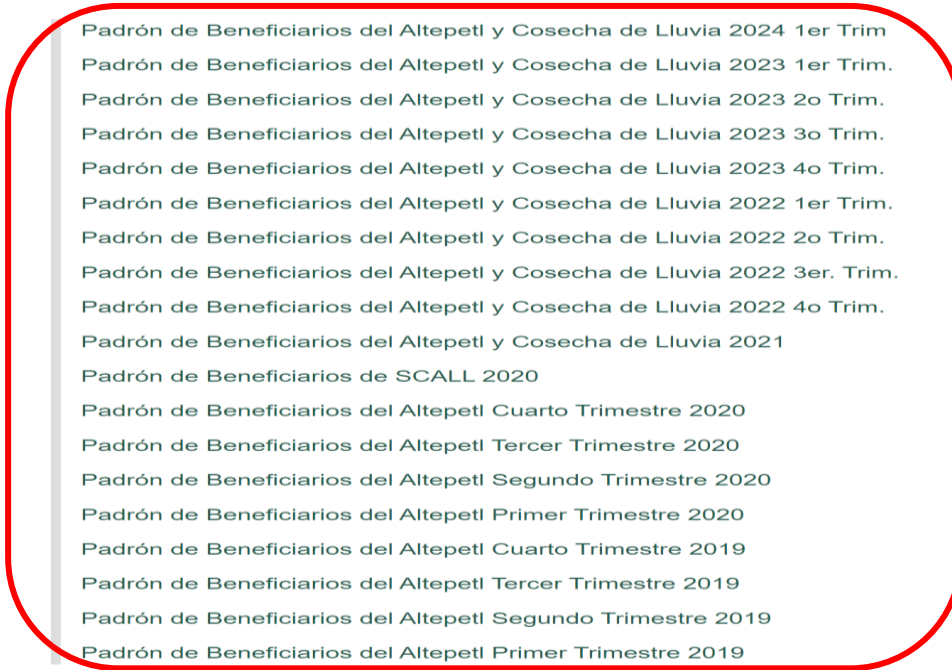 Padrón de Beneficiarios del Altepetl y Cosecha de Lluvia 2024 1er Trim
Padrón de Beneficiarios del Altepetl y Cosecha de Lluvia 2023 1er Trim.
Padrón de Beneficiarios del Altepetl y Cosecha de Lluvia 2023 2o Trim.
Padrón de Beneficiarios del Altepetl y Cosecha de Lluvia 2023 3o Trim.
Padrón de Beneficiarios del Altepetl y Cosecha de Lluvia 2023 4o Trim.
Padrón de Beneficiarios del Altepetl y Cosecha de Lluvia 2022 1er Trim.
Padrón de Beneficiarios del Altepetl y Cosecha de Lluvia 2022 2o Trim.
Padrón de Beneficiarios del Altepetl y Cosecha de Lluvia 2022 3er. Trim.
Padrón de Beneficiarios del Altepetl y Cosecha de Lluvia 2022 4o Trim.
Padrón de Beneficiarios del Altepetl y Cosecha de Lluvia 2021
Padrón de Beneficiarios de SCALL 2020
Padrón de Beneficiarios del Altepetl Cuarto Trimestre 2020
Padrón de Beneficiarios del Altepetl Tercer Trimestre 2020
Padrón de Beneficiarios del Altepetl Segundo Trimestre 2020
Padrón de Beneficiarios del Altepetl Primer Trimestre 2020
Padrón de Beneficiarios del Altepetl Cuarto Trimestre 2019
Padrón de Beneficiarios del Altepetl Tercer Trimestre 2019
Padrón de Beneficiarios del Altepetl Segundo Trimestre 2019
Padrón de Beneficiarios del Altepetl Primer Trimestre 2019